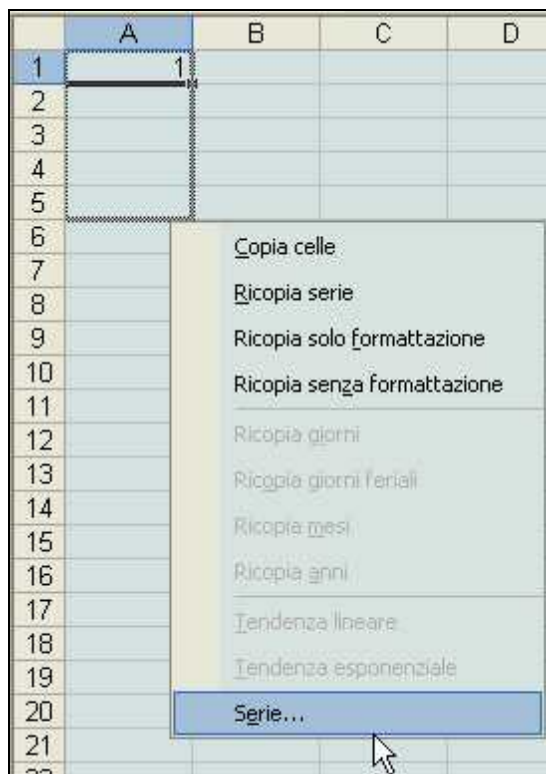 A B C D
1 1
2
3
4
5
6
7
8
9
10
11
12
13
14
15
16
17
18
19
20
21
22
Copia celle
Ricopia serie
Ricopia solo formattazione
Ricopia senza formattazione
Ricopia giorni
Ricopia giorni feriali
Ricopia mesi
Ricopia anni
Tendenza lineare
Tendenza esponenziale
Serie...